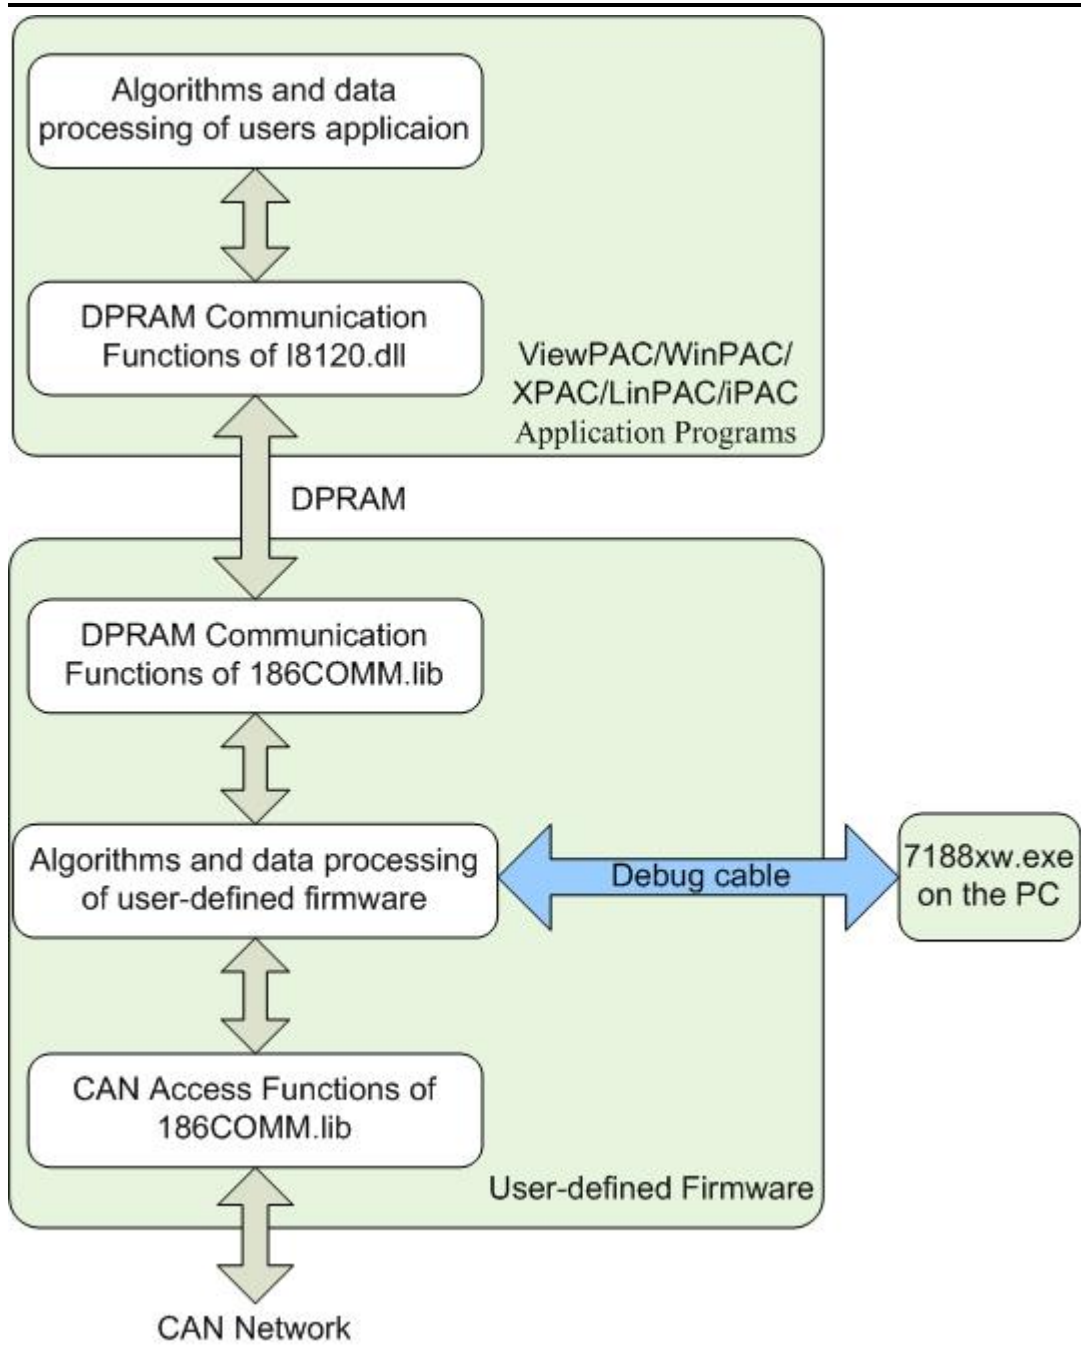 Algorithms and data
processing of users applicaion
DPRAM Communication
Functions of I8120.dll
ViewPAC/WinPAC/
XPAC/LinPAC/iPAC
Application Programs
DPRAM
DPRAM Communication
Functions of 186COMM.lib
Algorithms and data processing
of user-defined firmware
Debug cable
7188xw.exe
on the PC
CAN Access Functions of
186COMM.lib
User-defined Firmware
CAN Network